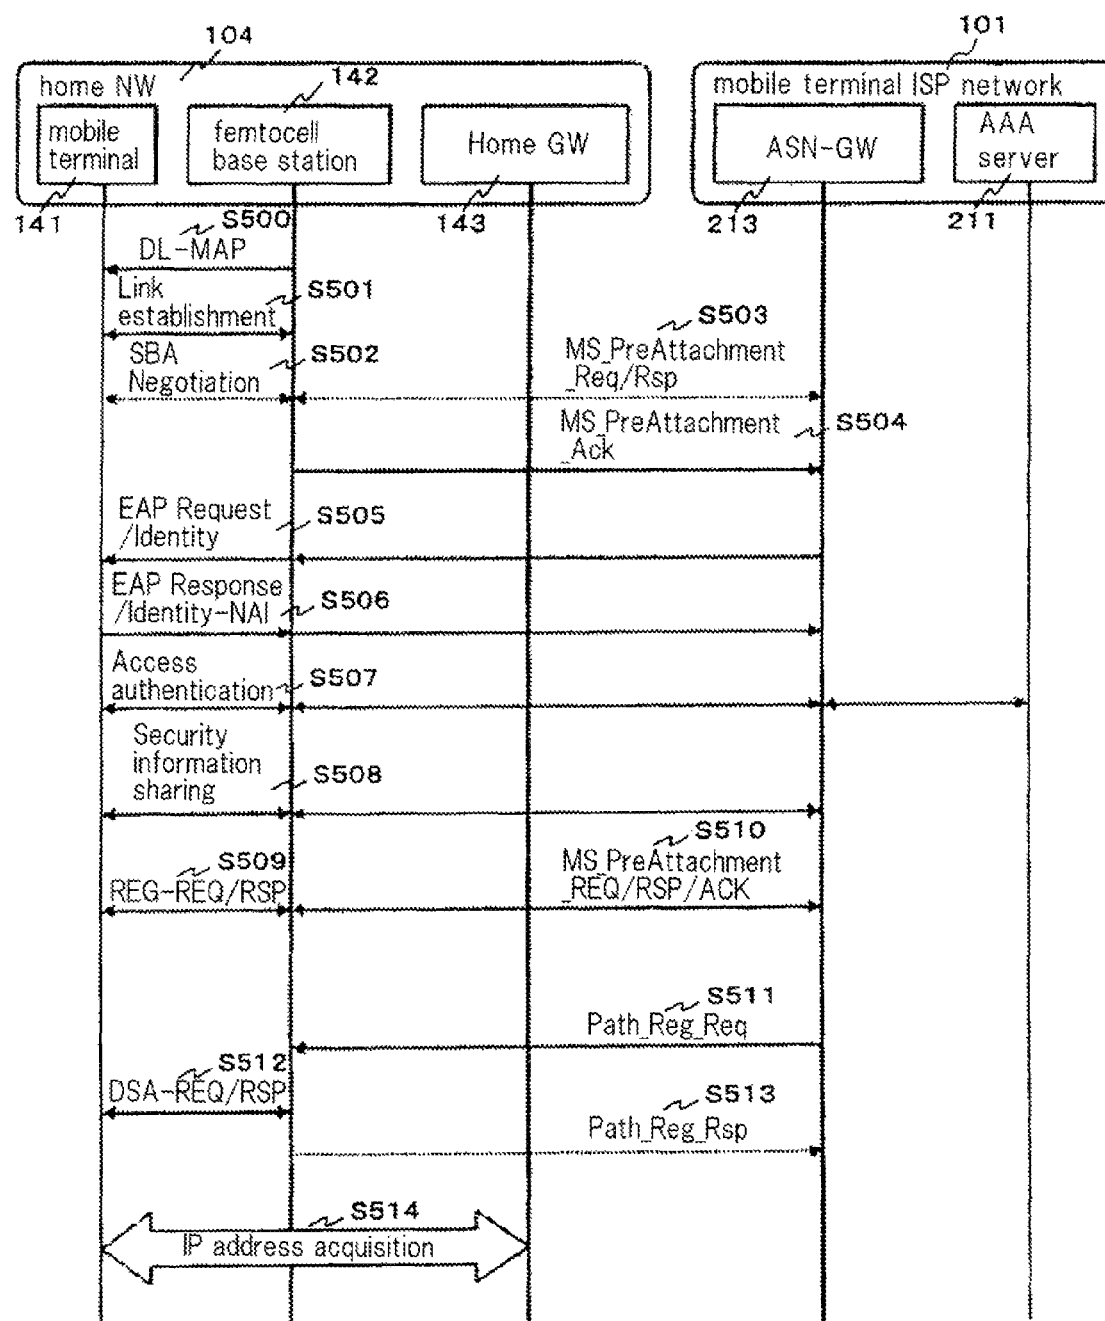 104
101
home NW
142
mobile terminal ISP network
mobile
terminal
femtocell
base station
Home GW
ASN-GW
AAA
server
141
143
213
211
S500
DL-MAP
Link
establishment
S501
S503
SBA
Negotiation
S502
MS_PreAttachment
_Req/Rsp
MS_PreAttachment
_Ack
S504
EAP Request
/Identity
S505
EAP Response
/Identity-NAI
S506
Access
authentication
S507
Security
information
sharing
S508
S510
S509
MS_PreAttachment
_REQ/RSP/ACK
REG-REQ/RSP
S511
Path_Reg_Req
S512
DSA-REQ/RSP
S513
Path_Reg_Rsp
S514
IP address acquisition